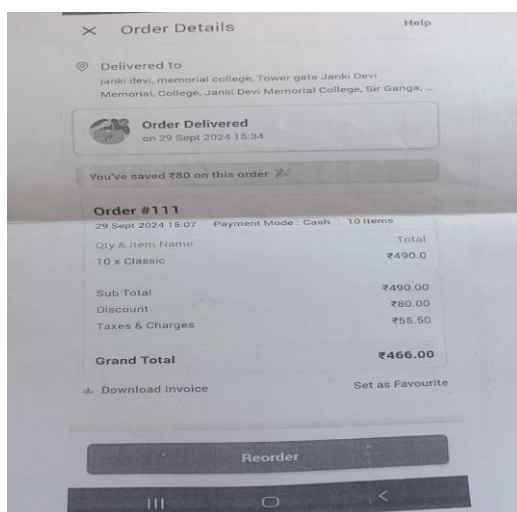 × Order Details Help
Delivered to
janki devi, memorial college, Tower gate Janki Devi
Memorial, College, Janki Devi Memorial College, Sir Ganga, ...
Order Delivered
on 29 Sept 2024 15:34
You've saved ₹80 on this order
Order #111
29 Sept 2024 15:07 Payment Mode : Cash 10 Items
Qty & Item Name Total
10 x Classic ₹490.0
Sub Total ₹490.00
Discount ₹80.00
Taxes & Charges ₹55.50
Grand Total ₹466.00
Download Invoice Set as Favourite
Reorder